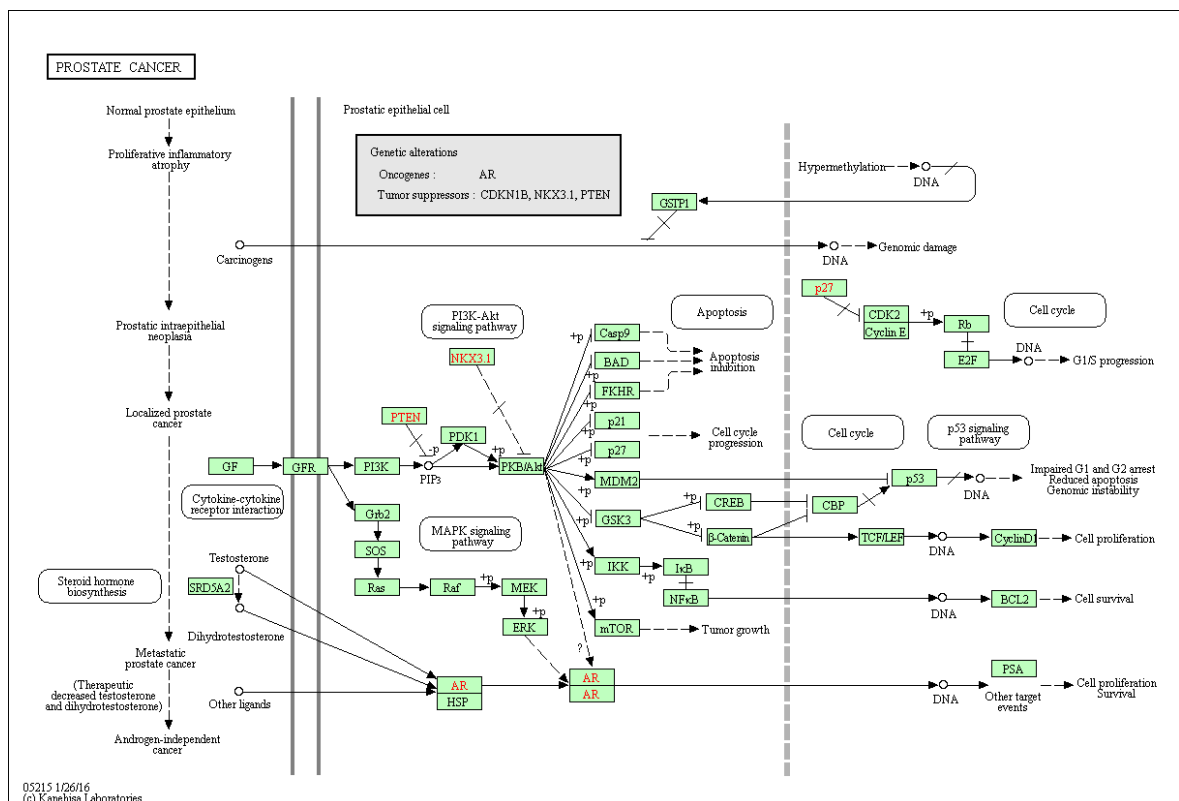 PROSTATE CANCER
Normal prostate epithelium
Proliferative inflammatory
atrophy
Prostatic intraepithelial
neoplasia
Localized prostate
cancer
Metastatic
prostate cancer
(Therapeutic
decreased testosterone
and dihydrotestosterone)
Androgen-independent
cancer
Prostatic epithelial cell
Genetic alterations
Oncogenes : AR
Tumor suppressors : CDKN1B, NKX3.1, PTEN
Hypermethylation
DNA
GSTP1
Carcinogens
DNA
Genomic damage
p27
CDK2
Cyclin E
+p
Rb
E2F
Cell cycle
DNA
G1/S progression
PI3K-Akt
signaling pathway
NKX3.1
Apoptosis
+p
Casp9
+p
BAD
+p
FKHR
Apoptosis
inhibition
+p
p21
+p
p27
Cell cycle
progression
Cell cycle
p53 signaling
pathway
PTEN
-p
PDK1
+p
GF
GFR
PI3K
PIP3
PKB/Akt
+p
MDM2
p53
DNA
Impaired G1 and G2 arrest
Reduced apoptosis
Genomic instability
Cytokine-cytokine
receptor interaction
+p
GSK3
+p
CREB
CBP
+p
β-Catenin
TCF/LEF
DNA
CyclinD1
Cell proliferation
Grb2
SOS
MAPK signaling
pathway
Ras
Raf
+p
MEK
+p
ERK
+p
IKK
+p
IκB
NFκB
DNA
BCL2
Cell survival
+p
mTOR
Tumor growth
?
Steroid hormone
biosynthesis
Testosterone
SRD5A2
Dihydrotestosterone
Other ligands
AR
HSP
AR
AR
DNA
PSA
Other target
events
Cell proliferation
Survival
05215 1/26/16
(c) Kanehisa Laboratories